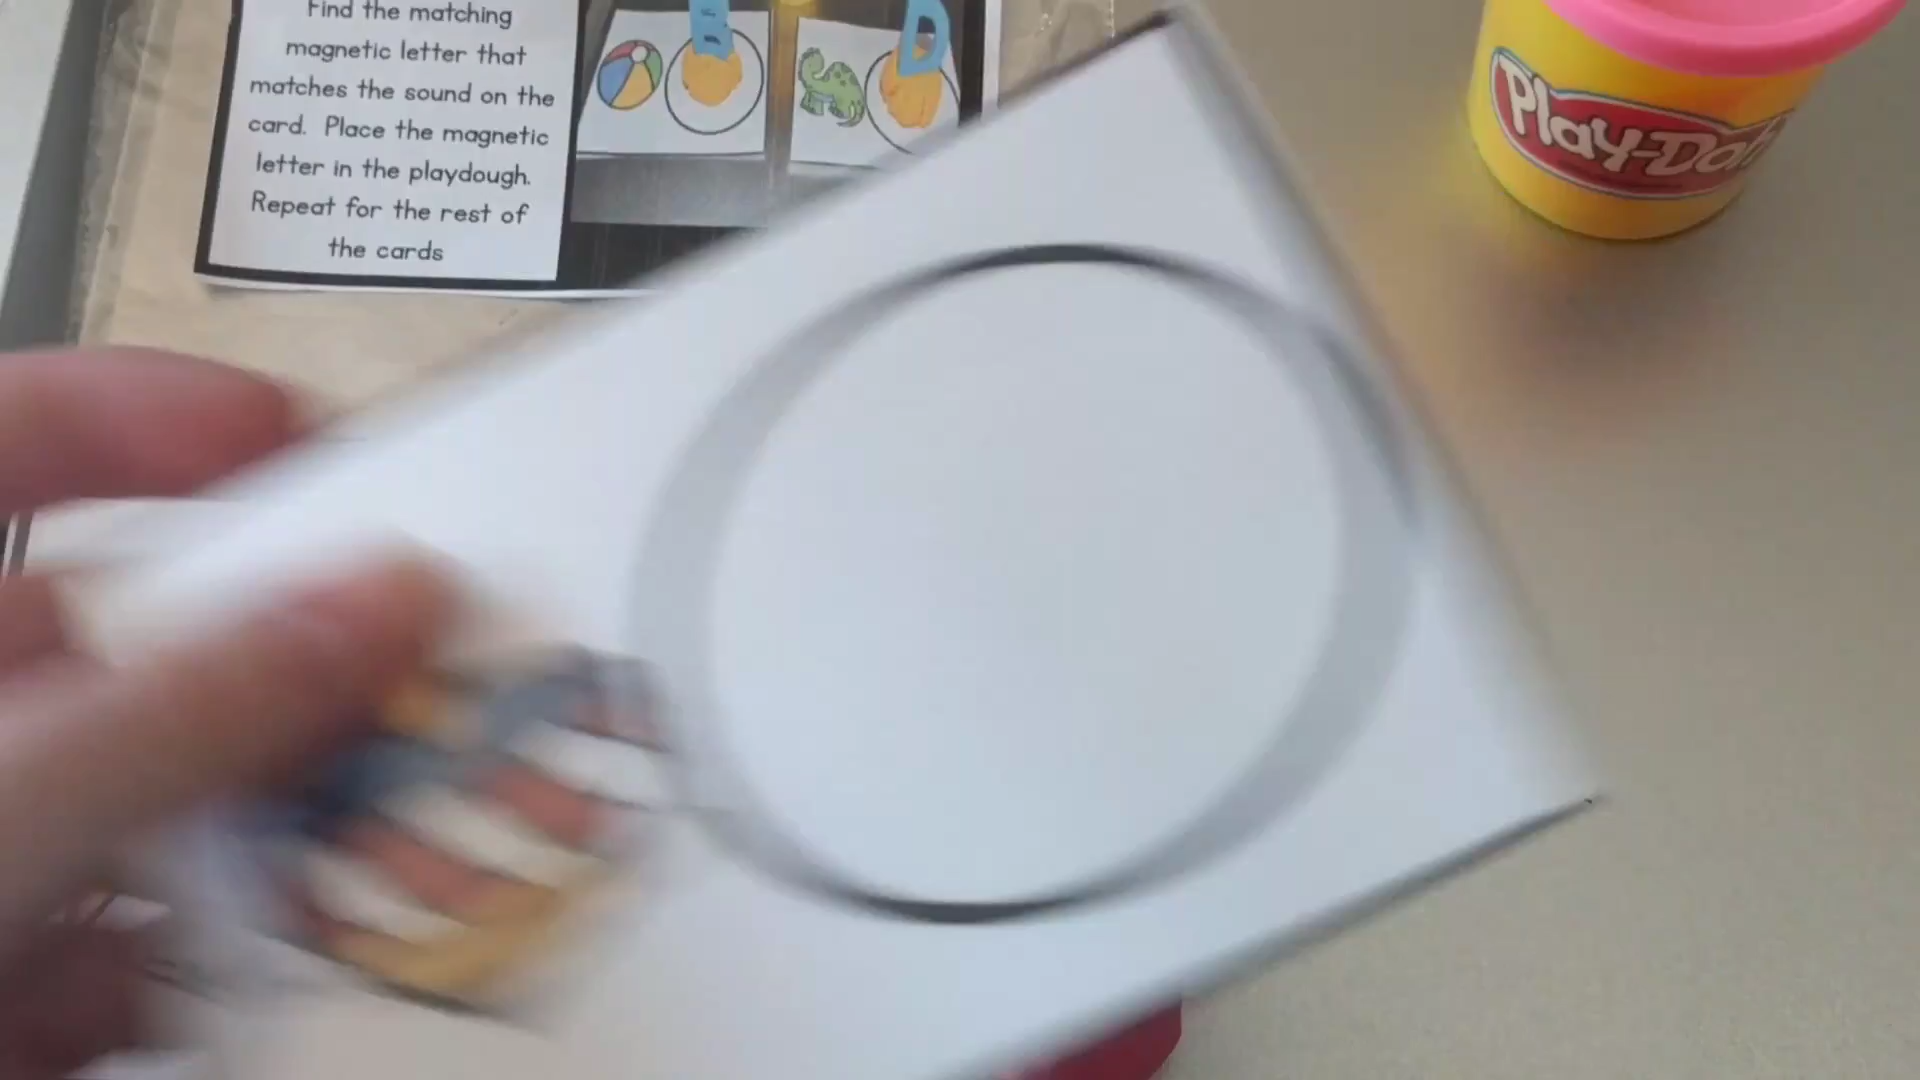 Find the matching
magnetic letter that
matches the sound on the
card. Place the magnetic
letter in the playdough.
Repeat for the rest of
the cards
B
D
Play-Doh